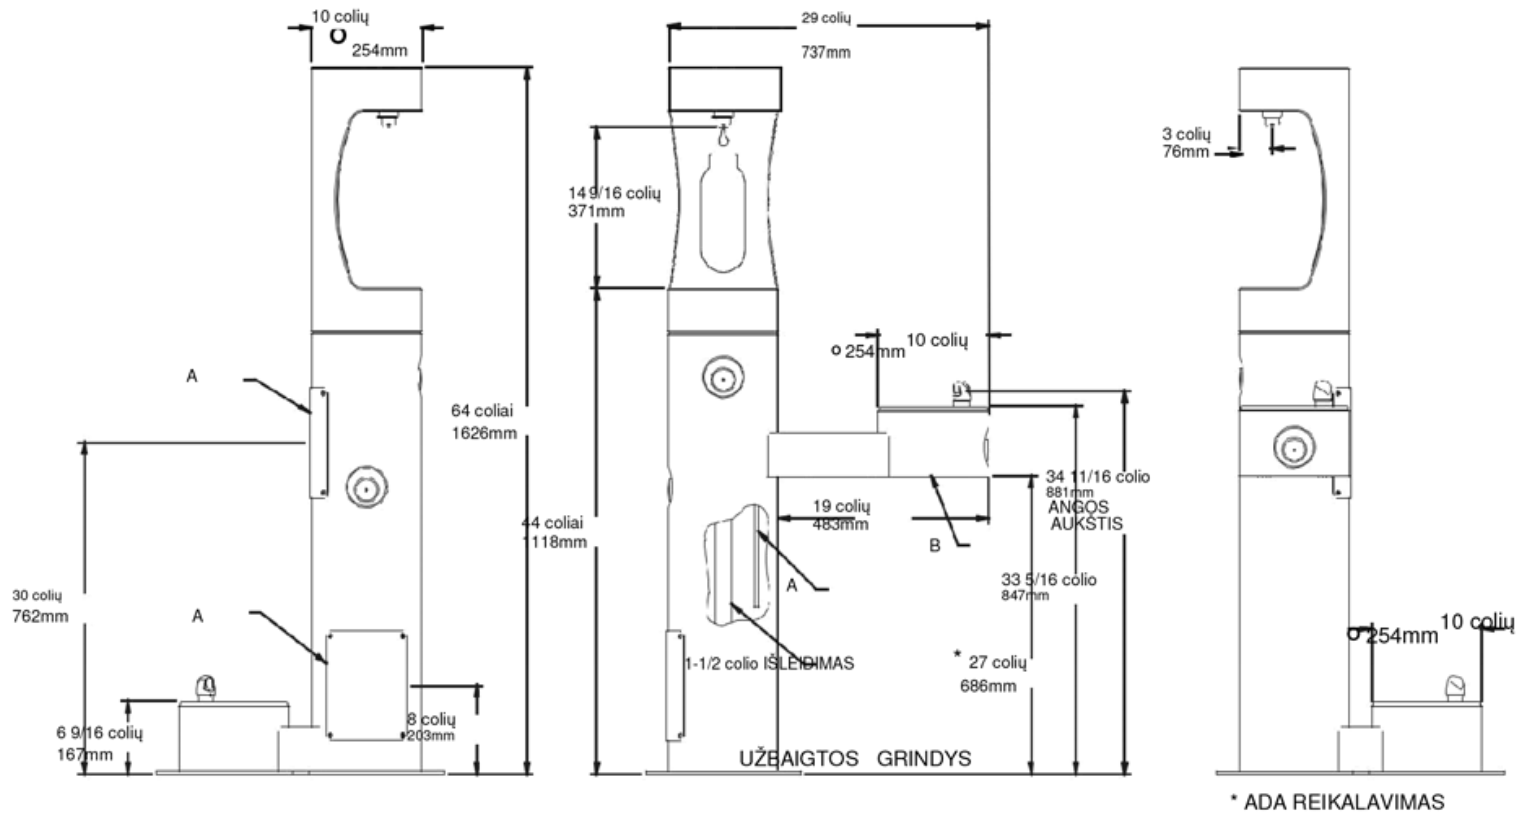 10 colių
254mm
29 colių
737mm
3 colių
76mm
14 9/16 colių
371mm
10 colių
254mm
A
64 coliai
1626mm
34 11/16 colio
881mm
ANGOS
AUKŠTIS
19 colių
483mm
44 coliai
1118mm
B
33 5/16 colio
847mm
A
30 colių
762mm
A
10 colių
254mm
1-1/2 colio IŠLEIDIMAS
* 27 colių
686mm
8 colių
203mm
6 9/16 colių
167mm
UŽBAIGTOS GRINDYS
* ADA REIKALAVIMAS